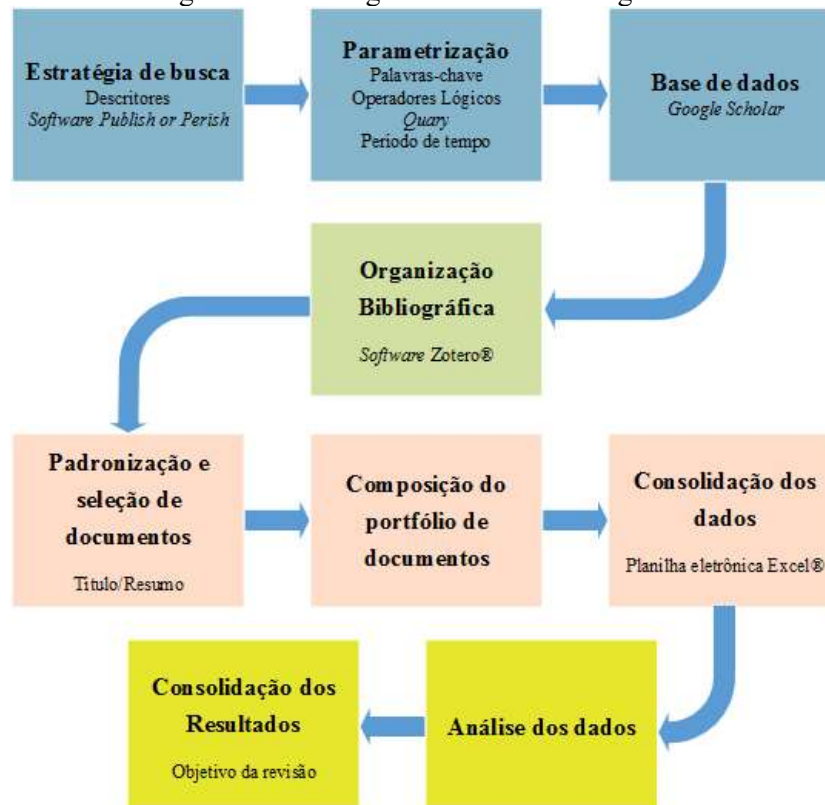 Estratégia de busca
Descritores
Software Publish or Perish
Parametrização
Palavras-chave
Operadores Lógicos
Quary
Período de tempo
Base de dados
Google Scholar
Organização
Bibliográfica
Software Zotero®
Padronização e
seleção de
documentos
Titulo/Resumo
Composição do
portfólio de
documentos
Consolidação dos
dados
Planilha eletrônica Excel®
Consolidação dos
Resultados
Objetivo da revisão
Análise dos dados